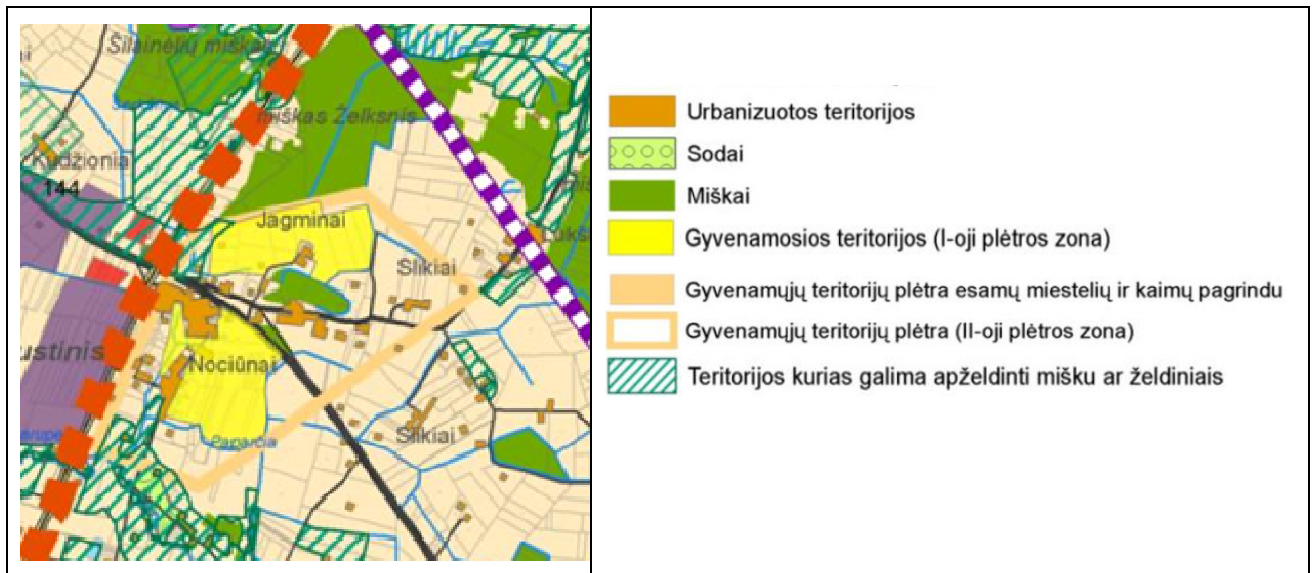 Šilainėlių miškas
miškas Želksnis
Kudžionia
144
Jagminai
Slikiai
ustinis
Nociūnai
Slikiai
Urbanizuotos teritorijos
Sodai
Miškai
Gyvenamosios teritorijos (I-oji plėtros zona)
Gyvenamųjų teritorijų plėtra esamų miestelių ir kaimų pagrindu
Gyvenamųjų teritorijų plėtra (II-oji plėtros zona)
Teritorijos kurias galima apželdinti mišku ar želdiniais